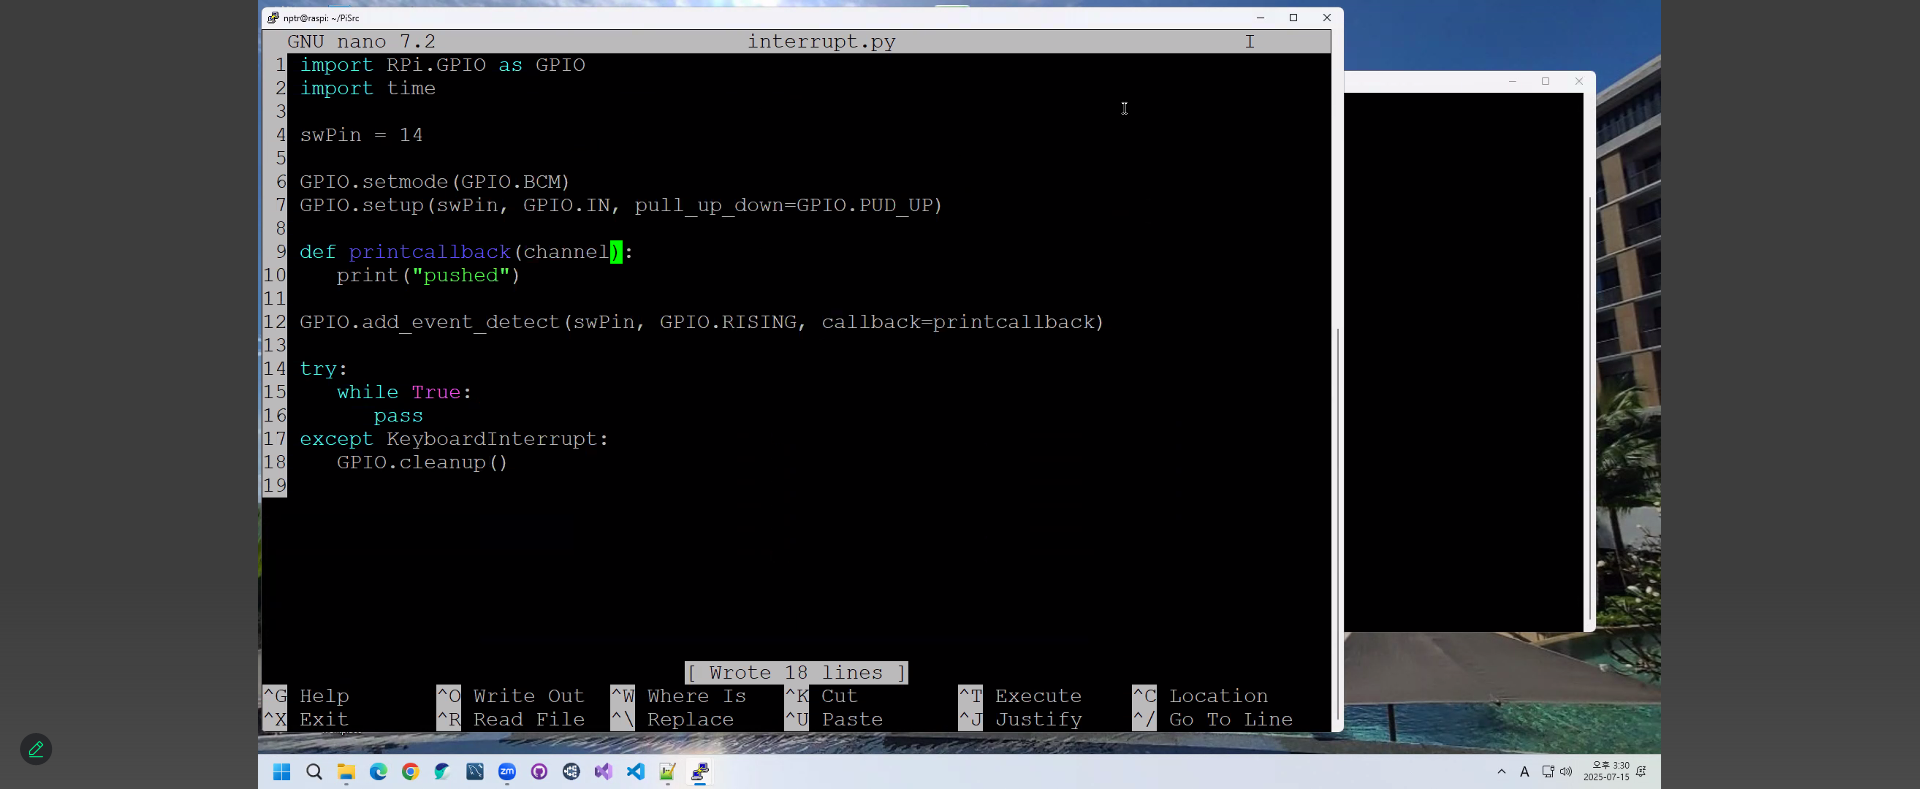 nptr@raspi: ~/PiSrc
GNU nano 7.2 interrupt.py I
1 import RPi.GPIO as GPIO
2 import time
3
4 swPin = 14
5
6 GPIO.setmode(GPIO.BCM)
7 GPIO.setup(swPin, GPIO.IN, pull_up_down=GPIO.PUD_UP)
8
9 def printcallback(channel):
10 print("pushed")
11
12 GPIO.add_event_detect(swPin, GPIO.RISING, callback=printcallback)
13
14 try:
15 while True:
16 pass
17 except KeyboardInterrupt:
18 GPIO.cleanup()
19
[ Wrote 18 lines ]
^G Help ^O Write Out ^W Where Is ^K Cut ^T Execute ^C Location
^X Exit ^R Read File ^\ Replace ^U Paste ^J Justify ^/ Go To Line
A 오후 3:30
2025-07-15